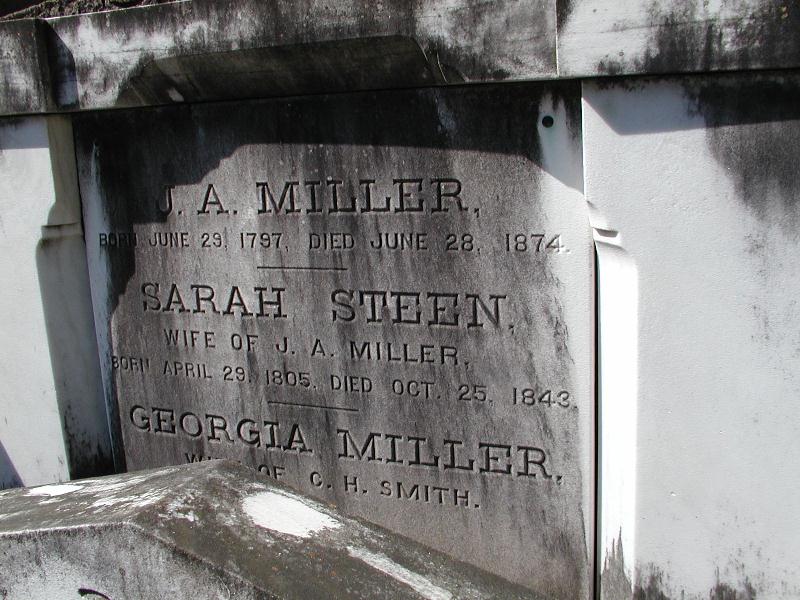 J. A. MILLER,
BORN JUNE 29, 1797, DIED JUNE 28, 1874.
SARAH STEEN,
WIFE OF J. A. MILLER,
BORN APRIL 29, 1805, DIED OCT. 25, 1843.
GEORGIA MILLER,
WIFE OF C. H. SMITH.